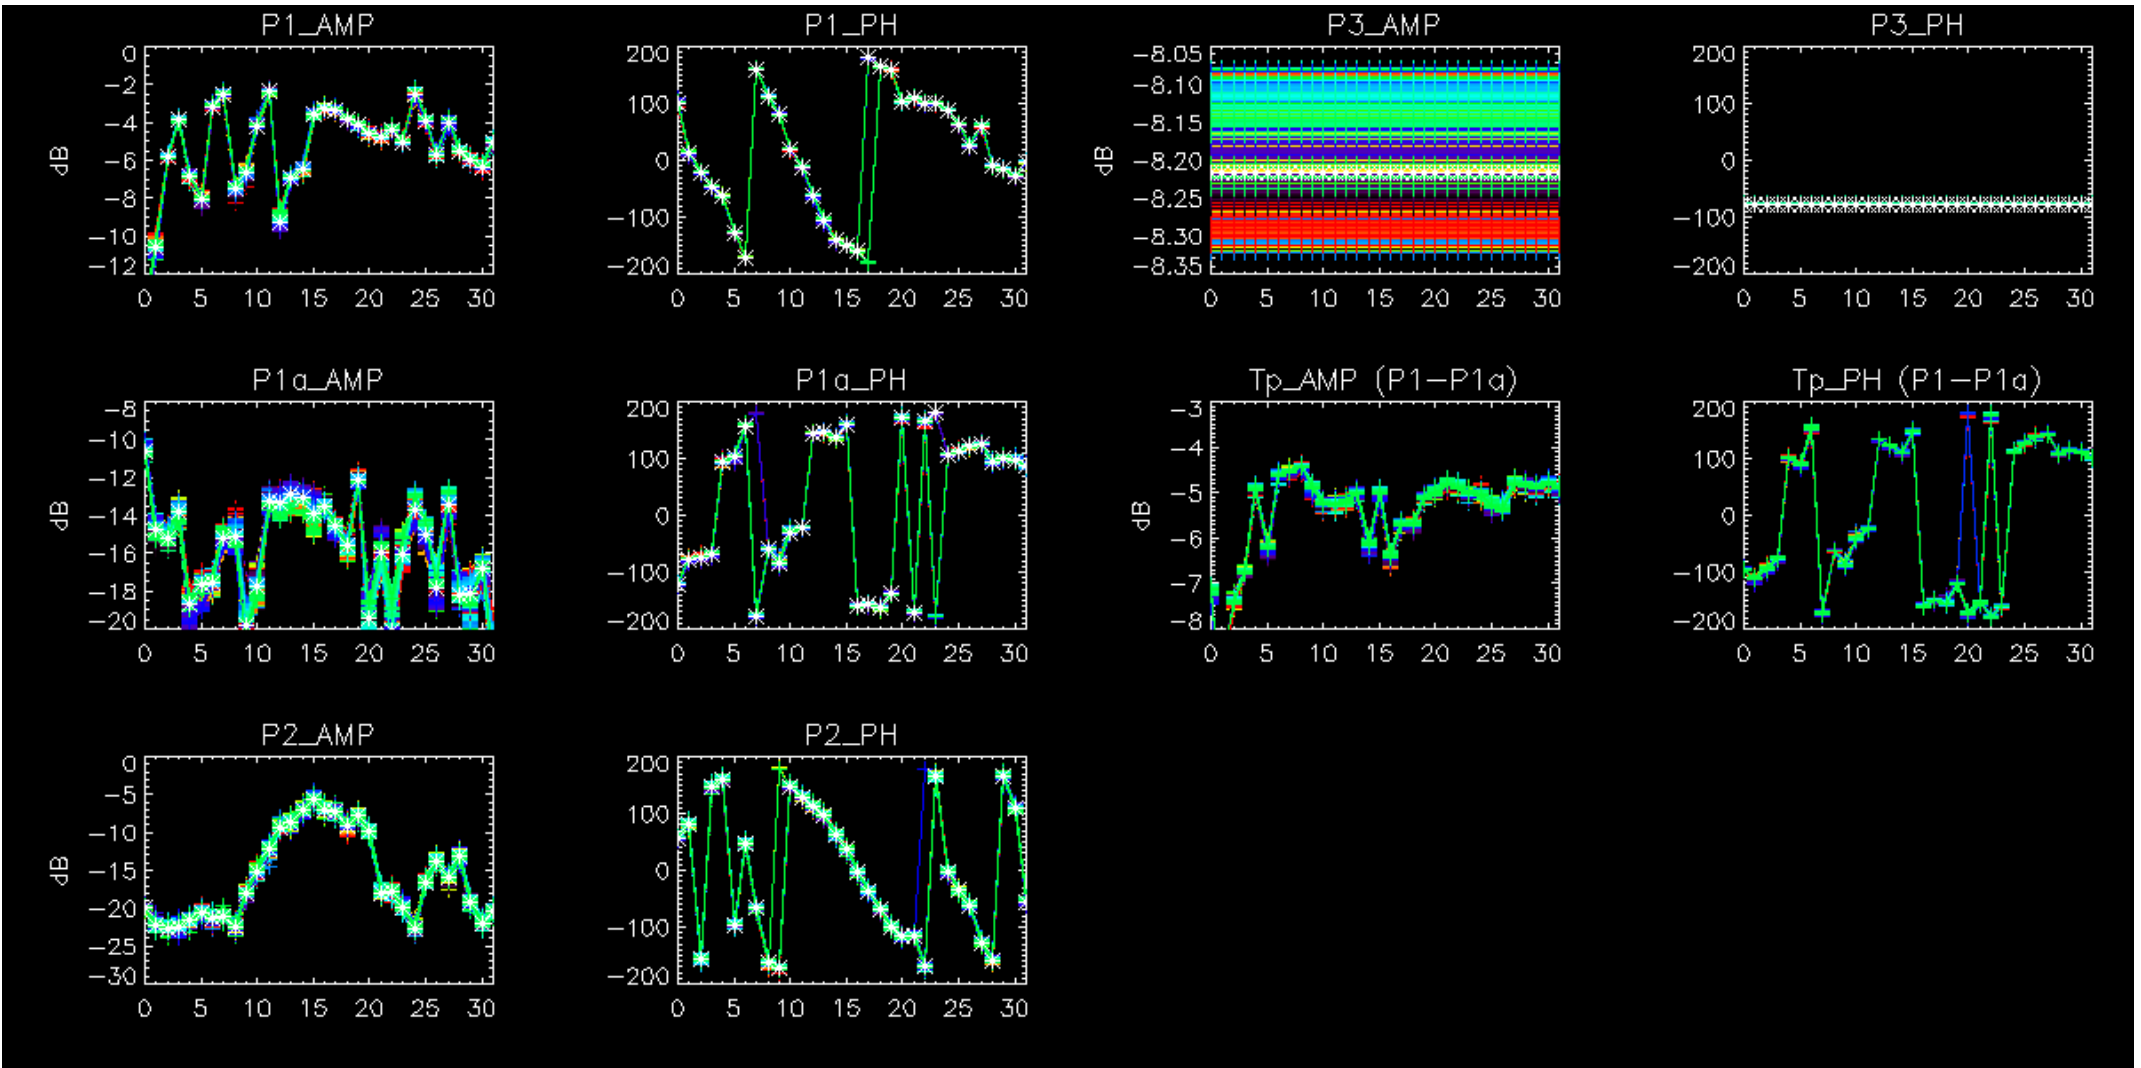 P1_AMP P1_PH P3_AMP P3_PH
0 200 -8.05 200
-2 -8.10
-4 100 -8.15 100
dB -6 0 dB -8.20 0
-8 -8.25
-10 -100 -8.30 -100
-12 -200 -8.35 -200
0 5 10 15 20 25 30 0 5 10 15 20 25 30 0 5 10 15 20 25 30 0 5 10 15 20 25 30
P1a_AMP P1a_PH Tp_AMP (P1-P1a) Tp_PH (P1-P1a)
-8 200 -3 200
-10 100 -4 100
-12
dB -14 0 dB -5 0
-16 -6
-18 -100 -7 -100
-20 -200 -8 -200
0 5 10 15 20 25 30 0 5 10 15 20 25 30 0 5 10 15 20 25 30 0 5 10 15 20 25 30
P2_AMP P2_PH
0 200
-5 100
-10
dB -15 0
-20 -100
-25
-30 -200
0 5 10 15 20 25 30 0 5 10 15 20 25 30